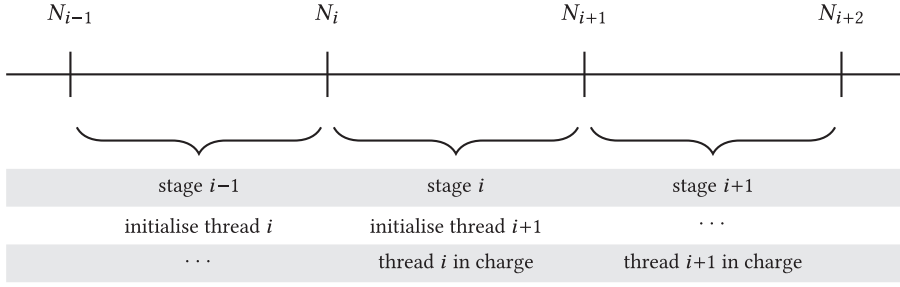 N_{i−1} N_i N_{i+1} N_{i+2}
stage i−1 stage i stage i+1
initialise thread i initialise thread i+1 · · ·
· · · thread i in charge thread i+1 in charge